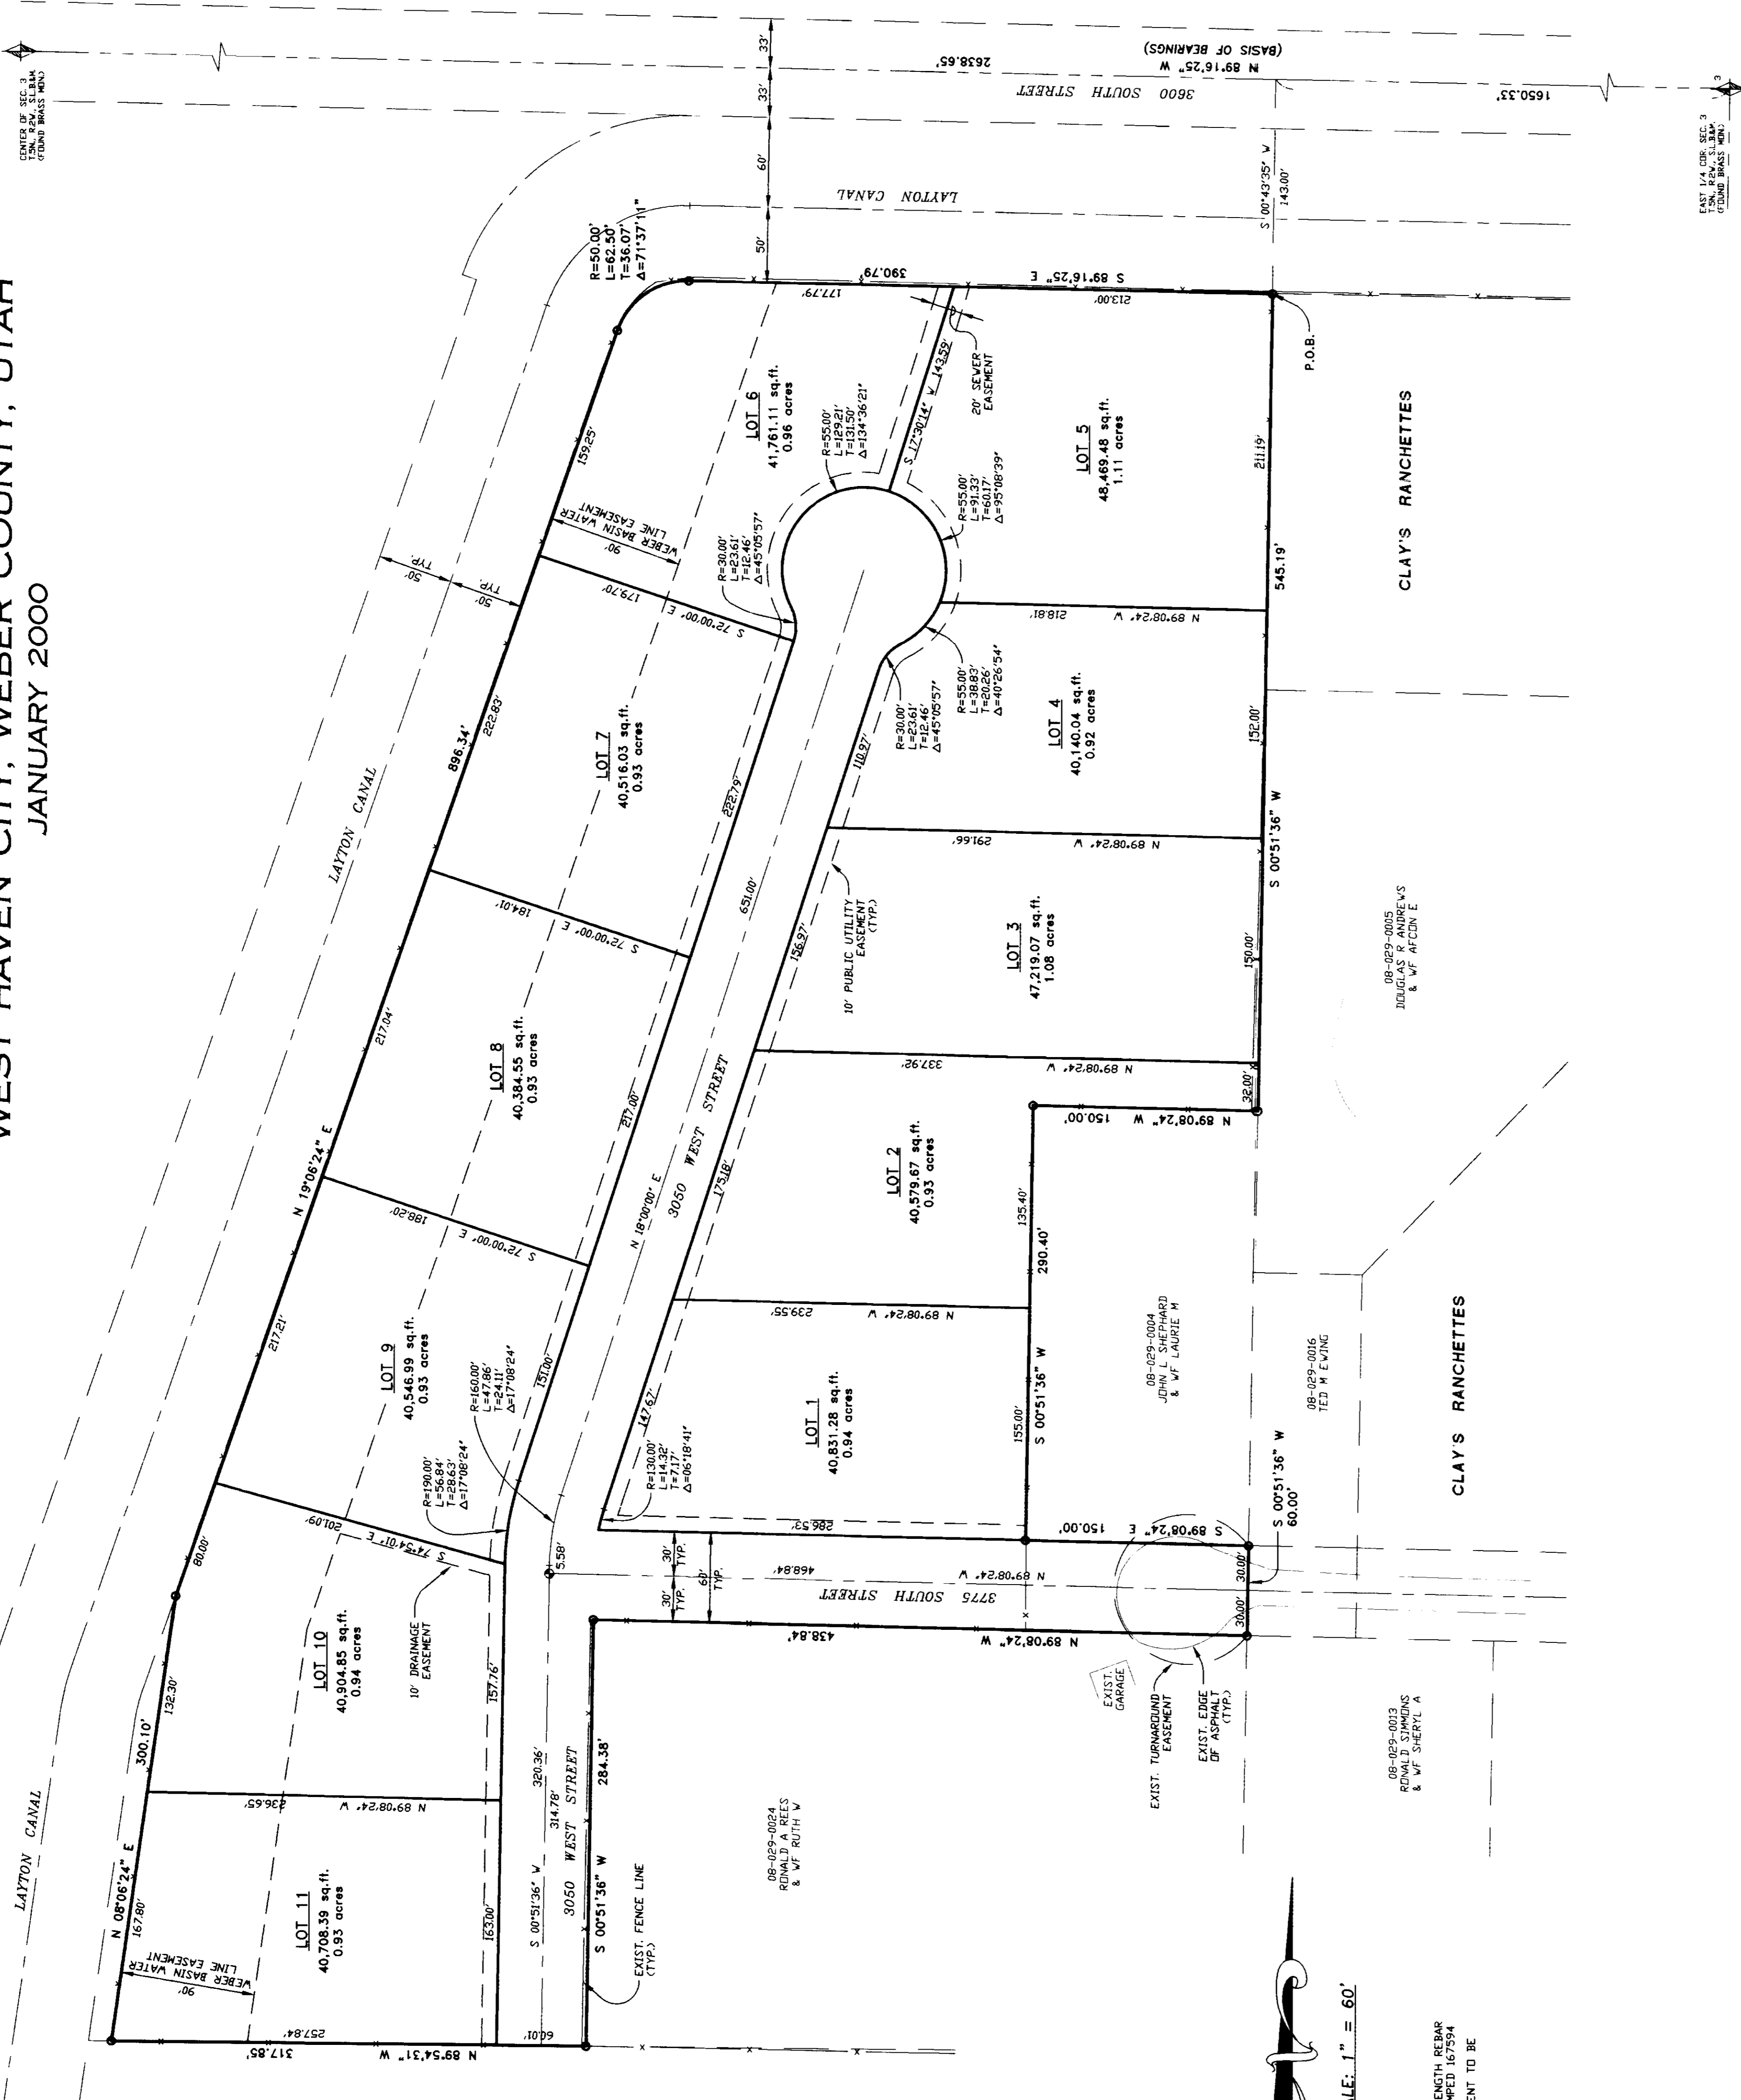 WEST HAVEN CITY, WEBER COUNTY, UTAH
JANUARY 2000
CENTER OF SEC. 3
T.5N., R.2W., S.L.B.&M.
(FOUND BRASS MON.)
33'
33'
60'
50'
2638.65'
N 89°16'25" W
(BASIS OF BEARINGS)
3600 SOUTH STREET
1650.33'
EAST 1/4 COR. SEC. 3
T.5N., R.2W., S.L.B.&M.
(FOUND BRASS MON.)
LAYTON CANAL
S 00°43'35" W
143.00'
R=50.00'
L=62.50'
T=36.07'
Δ=71°37'11"
390.79'
S 89°16'25" E
177.79'
213.00'
P.O.B.
20' SEWER
EASEMENT
S 17°30'14" W 143.59'
LOT 6
41,761.11 sq.ft.
0.96 acres
R=55.00'
L=129.21'
T=131.50'
Δ=134°36'21"
159.25'
WEBER BASIN WATER
LINE EASEMENT
90'
LOT 5
48,469.48 sq.ft.
1.11 acres
R=55.00'
L=91.33'
T=60.17'
Δ=95°08'39"
211.19'
545.19'
CLAY'S RANCHETTES
R=30.00'
L=23.61'
T=12.46'
Δ=45°05'57"
50'
TYP.
50'
TYP.
179.70'
S 72°00'00" E
218.81'
N 89°08'24" W
R=55.00'
L=38.83'
T=20.26'
Δ=40°26'54"
R=30.00'
L=23.61'
T=12.46'
Δ=45°05'57"
LOT 4
40,140.04 sq.ft.
0.92 acres
152.00'
110.97'
LOT 7
40,516.03 sq.ft.
0.93 acres
222.83'
896.34'
222.79'
LAYTON CANAL
S 00°51'36" W
291.66'
N 89°08'24" W
651.00'
184.01'
S 72°00'00" E
10' PUBLIC UTILITY
EASEMENT
(TYP.)
156.97'
LOT 3
47,219.07 sq.ft.
1.08 acres
150.00'
08-029-0005
DOUGLAS R ANDREWS
& WF AFCON E
217.04'
LOT 8
40,384.55 sq.ft.
0.93 acres
217.00'
337.92'
N 89°08'24" W
32.00'
150.00'
N 89°08'24" W
3050 WEST STREET
N 18°00'00" E
175.18'
N 19°06'24" E
188.20'
S 72°00'00" E
LOT 2
40,579.67 sq.ft.
0.93 acres
135.40'
290.40'
239.55'
N 89°08'24" W
217.21'
LOT 9
40,546.99 sq.ft.
0.93 acres
151.00'
R=160.00'
L=47.86'
T=24.11'
Δ=17°08'24"
147.67'
LOT 1
40,831.28 sq.ft.
0.94 acres
155.00'
S 00°51'36" W
08-029-0004
JOHN L SHEPHARD
& WF LAURIE M
08-029-0016
TED M EWING
CLAY'S RANCHETTES
R=190.00'
L=56.84'
T=28.63'
Δ=17°08'24"
R=130.00'
L=14.32'
T=7.17'
Δ=06°18'41"
201.09'
S 74°54'01" E
80.00'
5.58'
286.53'
150.00'
S 89°08'24" E
S 00°51'36" W
60.00'
30'
TYP.
30'
TYP.
60'
TYP.
468.84'
N 89°08'24" W
3775 SOUTH STREET
30.00'
30.00'
438.84'
N 89°08'24" W
10' DRAINAGE
EASEMENT
LOT 10
40,904.85 sq.ft.
0.94 acres
132.30'
300.10'
157.76'
EXIST.
GARAGE
EXIST. TURNAROUND
EASEMENT
EXIST. EDGE
OF ASPHALT
(TYP.)
08-029-0013
RONALD SIMMONS
& WF SHERYL A
236.65'
N 89°08'24" W
320.36'
314.78'
284.38'
3050 WEST STREET
S 00°51'36" W
S 00°51'36" W
08-029-0024
RONALD A REES
& WF RUTH W
LAYTON CANAL
N 08°06'24" E
167.80'
LOT 11
40,708.39 sq.ft.
0.93 acres
163.00'
WEBER BASIN WATER
LINE EASEMENT
90'
EXIST. FENCE LINE
(TYP.)
257.84'
60.01'
317.85'
N 89°54'31" W
LE: 1" = 60'
ENGTH REBAR
MPED 167594
ENT TO BE